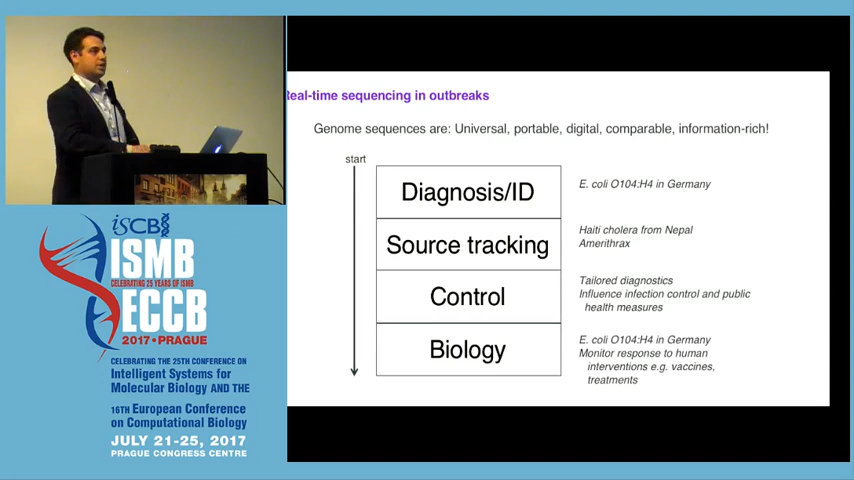 Real-time sequencing in outbreaks
Genome sequences are: Universal, portable, digital, comparable, information-rich!
start
Diagnosis/ID
E. coli O104:H4 in Germany
Source tracking
Haiti cholera from Nepal
Amerithrax
Control
Tailored diagnostics
Influence infection control and public
health measures
Biology
E. coli O104:H4 in Germany
Monitor response to human
interventions e.g. vaccines,
treatments
iSCB
ISMB
CELEBRATING 25 YEARS OF ISMB
ECCB
2017 • PRAGUE
CELEBRATING THE 25TH CONFERENCE ON
Intelligent Systems for
Molecular Biology AND THE
16TH European Conference
on Computational Biology
JULY 21-25, 2017
PRAGUE CONGRESS CENTRE